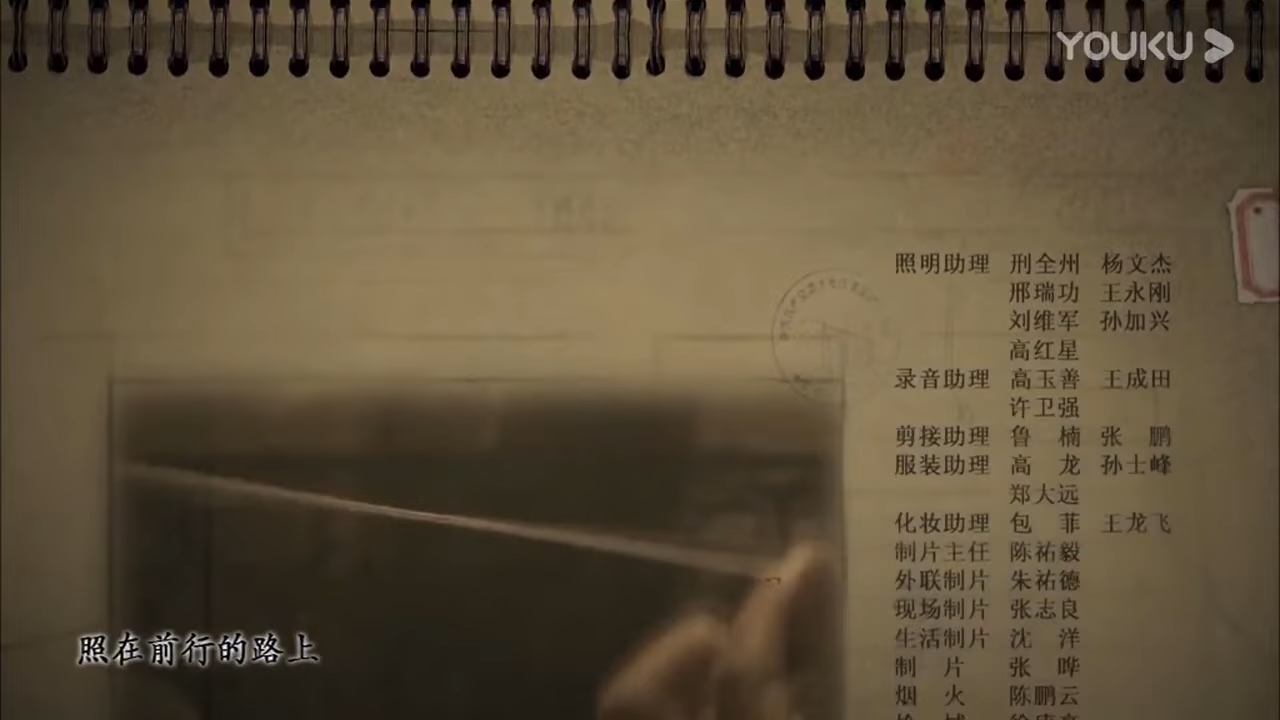 YOUKU
照明助理 刑全州 杨文杰
邢瑞功 王永刚
刘维军 孙加兴
高红星
录音助理 高玉善 王成田
许卫强
剪接助理 鲁 楠 张 鹏
服装助理 高 龙 孙士峰
郑大远
化妆助理 包 菲 王龙飞
制片主任 陈祐毅
外联制片 朱祐德
现场制片 张志良
生活制片 沈 洋
制 片 张 晔
烟 火 陈鹏云
照在前行的路上